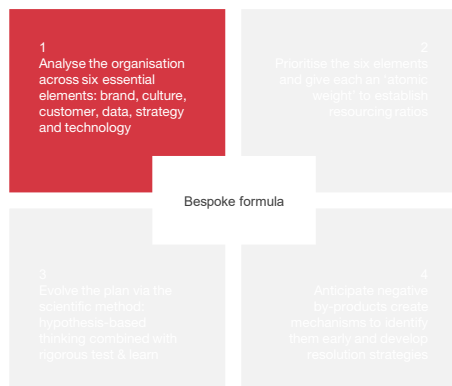 1
Analyse the organisation
across six essential
elements: brand, culture,
customer, data, strategy
and technology
2
Prioritise the six elements
and give each an ‘atomic
weight’ to establish
resourcing ratios
Bespoke formula
3
Evolve the plan via the
scientific method:
hypothesis-based
thinking combined with
rigorous test & learn
4
Anticipate negative
by-products create
mechanisms to identify
them early and develop
resolution strategies